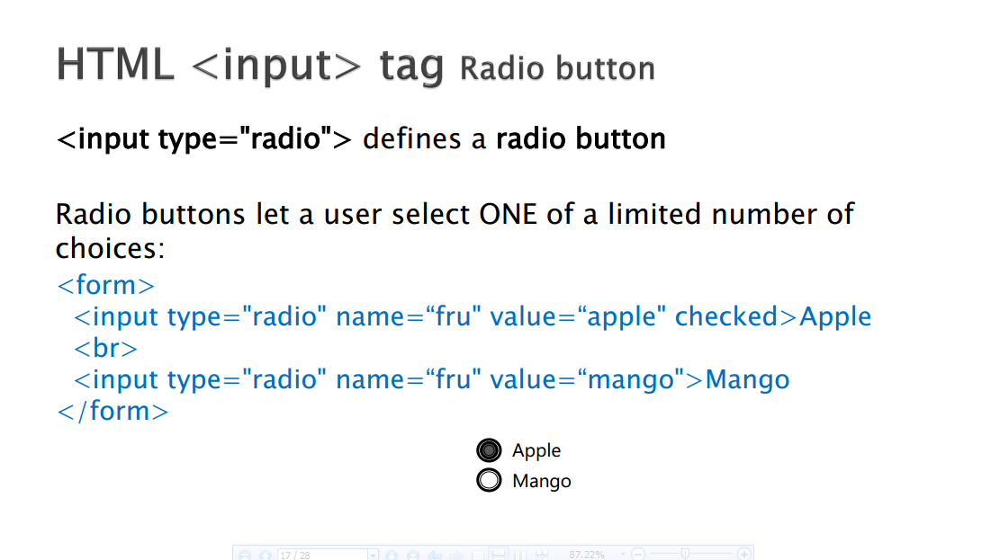 HTML <input> tag Radio button
<input type="radio"> defines a radio button
Radio buttons let a user select ONE of a limited number of
choices:
<form>
<input type="radio" name=“fru" value=“apple" checked>Apple
<br>
<input type="radio" name=“fru" value=“mango">Mango
</form>
Apple
Mango
17 / 28
87.22%